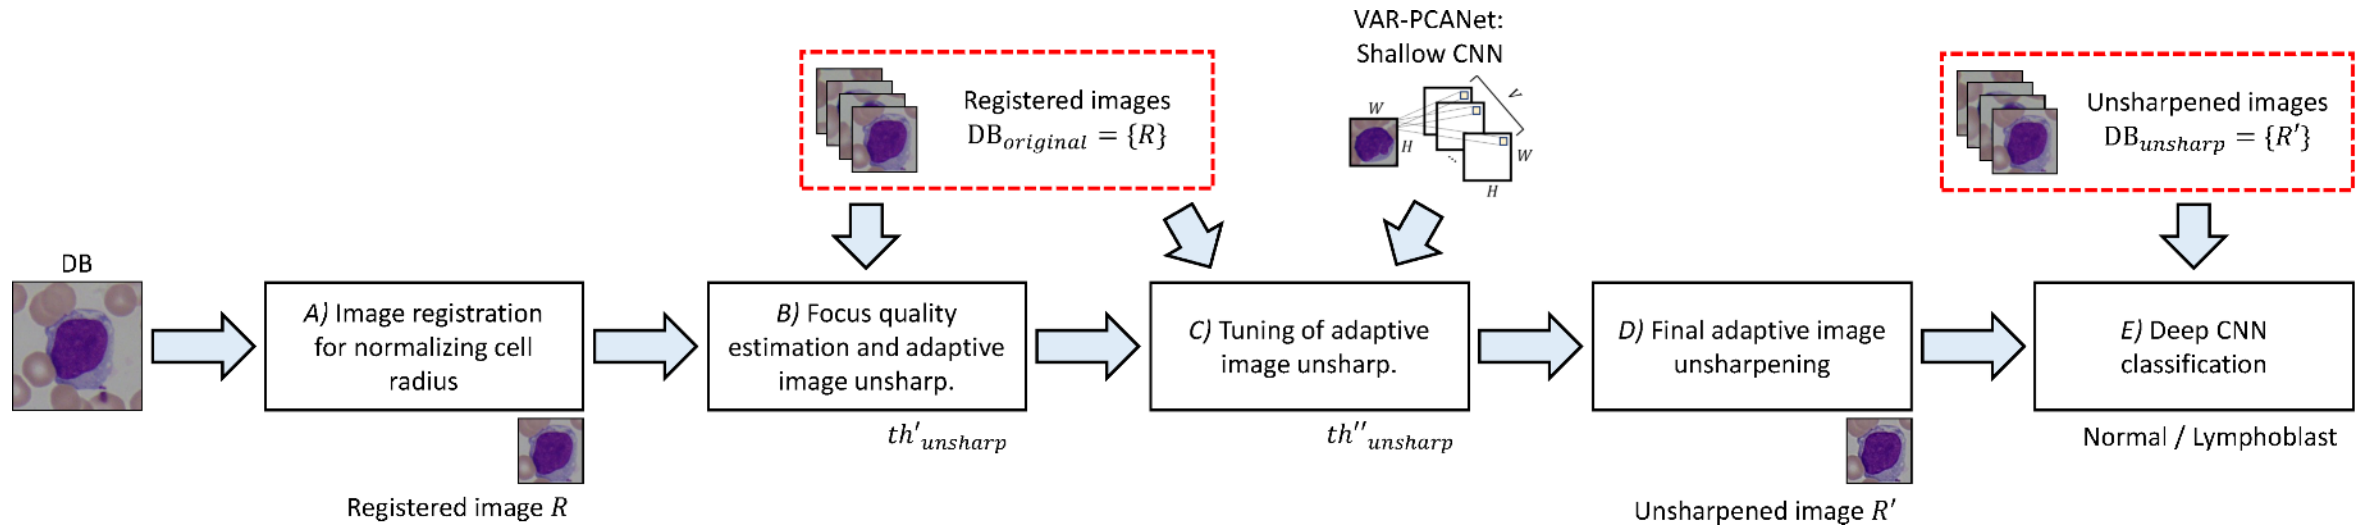 VAR-PCANet:
Shallow CNN
Registered images
DB_original = {R}
W
H
V
...
W
H
Unsharpened images
DB_unsharp = {R′}
DB
A) Image registration
for normalizing cell
radius
B) Focus quality
estimation and adaptive
image unsharp.
C) Tuning of adaptive
image unsharp.
D) Final adaptive image
unsharpening
E) Deep CNN
classification
th′_unsharp
th′′_unsharp
Normal / Lymphoblast
Registered image R
Unsharpened image R′